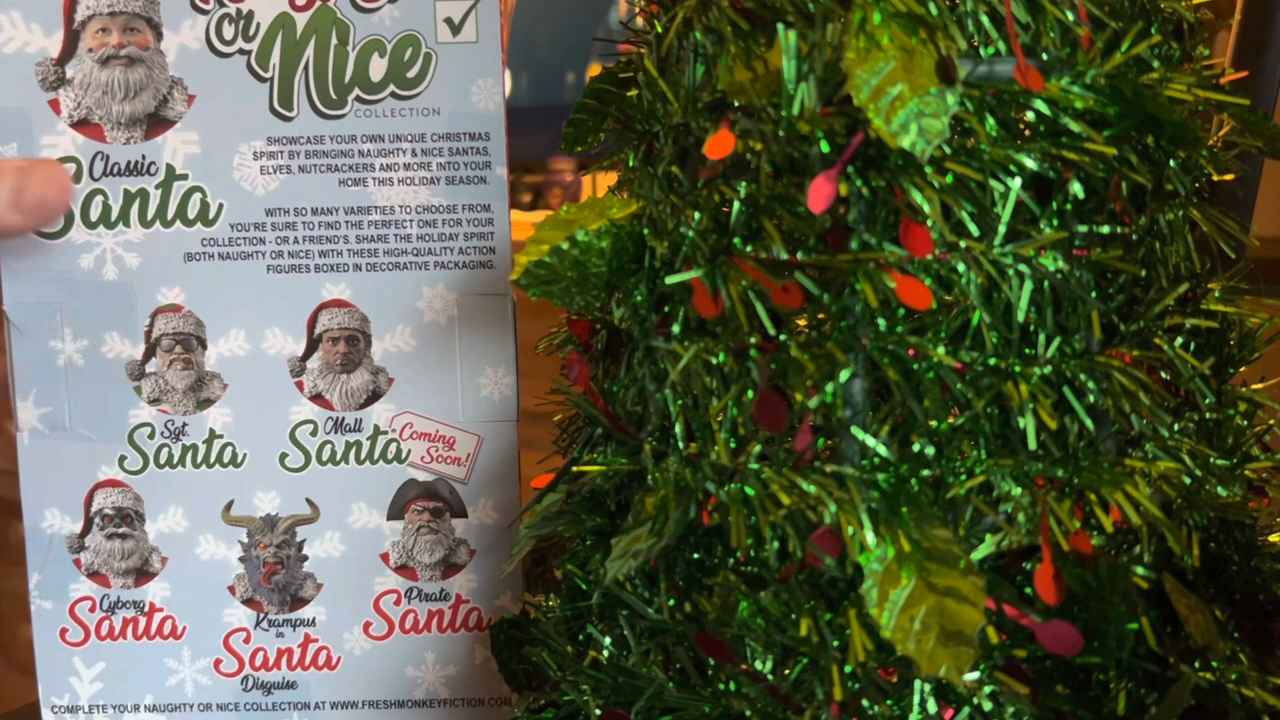 or
Nice
COLLECTION
SHOWCASE YOUR OWN UNIQUE CHRISTMAS
SPIRIT BY BRINGING NAUGHTY & NICE SANTAS,
ELVES, NUTCRACKERS AND MORE INTO YOUR
HOME THIS HOLIDAY SEASON.
Classic
Santa
WITH SO MANY VARIETIES TO CHOOSE FROM,
YOU'RE SURE TO FIND THE PERFECT ONE FOR YOUR
COLLECTION - OR A FRIEND'S. SHARE THE HOLIDAY SPIRIT
(BOTH NAUGHTY OR NICE) WITH THESE HIGH-QUALITY ACTION
FIGURES BOXED IN DECORATIVE PACKAGING.
Sgt.
Santa
Mall
Santa
Coming
Soon!
Cyborg
Santa
Krampus
in
Santa
Disguise
Pirate
Santa
COMPLETE YOUR NAUGHTY OR NICE COLLECTION AT WWW.FRESHMONKEYFICTION.COM